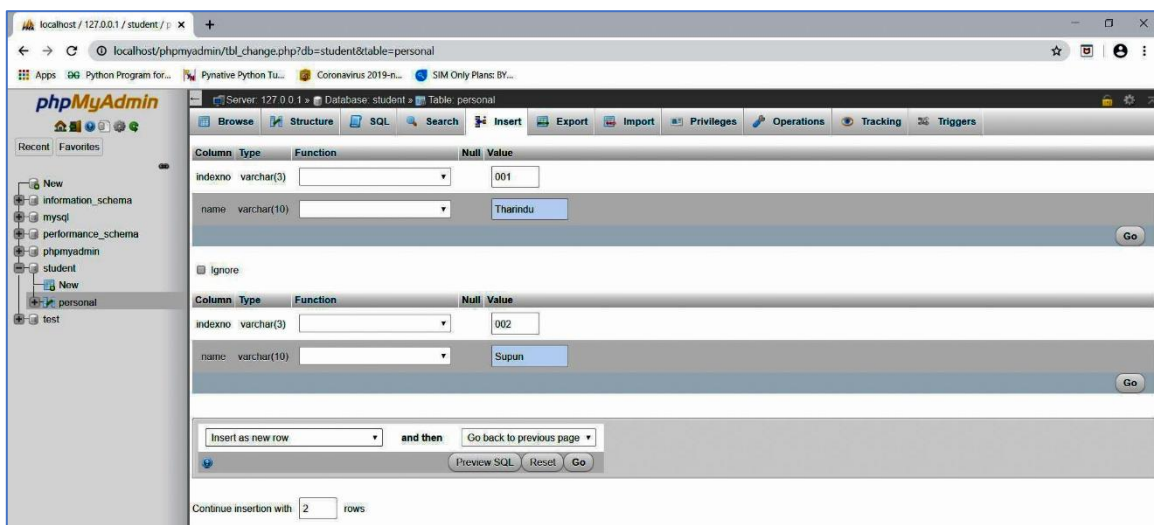 localhost / 127.0.0.1 / student / p
localhost/phpmyadmin/tbl_change.php?db=student&table=personal
Apps Python Program for... Pynative Python Tu... Coronavirus 2019-n... SIM Only Plans: BY...
phpMyAdmin
Recent Favorites
New
information_schema
mysql
performance_schema
phpmyadmin
student
New
personal
test
Server: 127.0.0.1 » Database: student » Table: personal
Browse Structure SQL Search Insert Export Import Privileges Operations Tracking Triggers
Column Type Function Null Value
indexno varchar(3) 001
name varchar(10) Tharindu
Go
Ignore
Column Type Function Null Value
indexno varchar(3) 002
name varchar(10) Supun
Go
Insert as new row and then Go back to previous page
Preview SQL Reset Go
Continue insertion with 2 rows